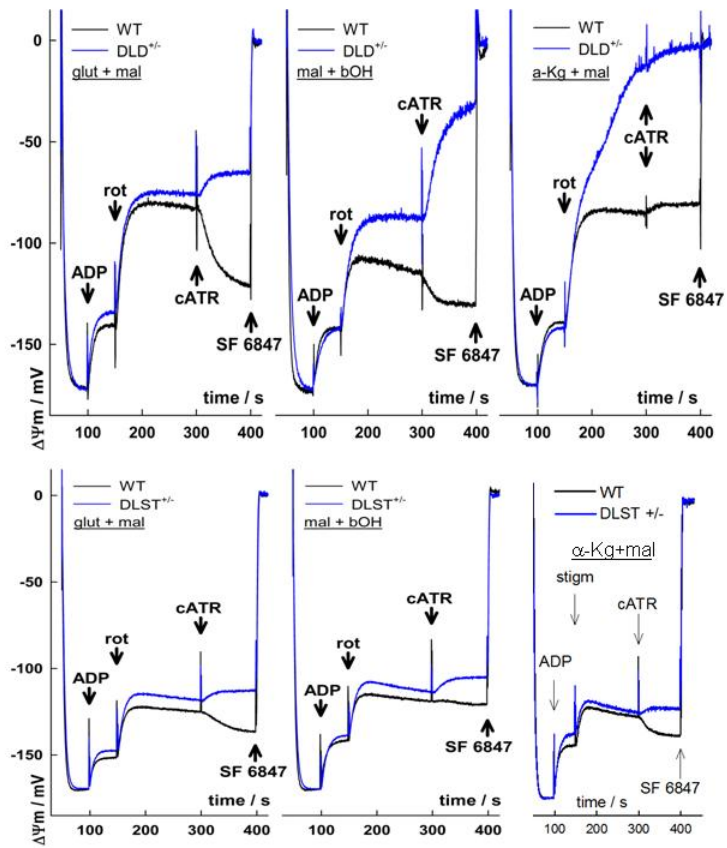 WT
DLD+/-
glut + mal
ADP
rot
cATR
SF 6847
0
-50
-100
-150
ΔΨm / mV
time / s
100 200 300 400
WT
DLD+/-
mal + bOH
cATR
rot
ADP
SF 6847
time / s
100 200 300 400
WT
DLD+/-
a-Kg + mal
cATR
rot
ADP
SF 6847
time / s
100 200 300 400
WT
DLST+/-
glut + mal
cATR
rot
ADP
SF 6847
0
-50
-100
-150
ΔΨm / mV
time / s
100 200 300 400
WT
DLST+/-
mal + bOH
cATR
rot
ADP
SF 6847
time / s
100 200 300 400
WT
DLST +/-
α-Kg+mal
stigm
cATR
ADP
SF 6847
time / s
100 200 300 400